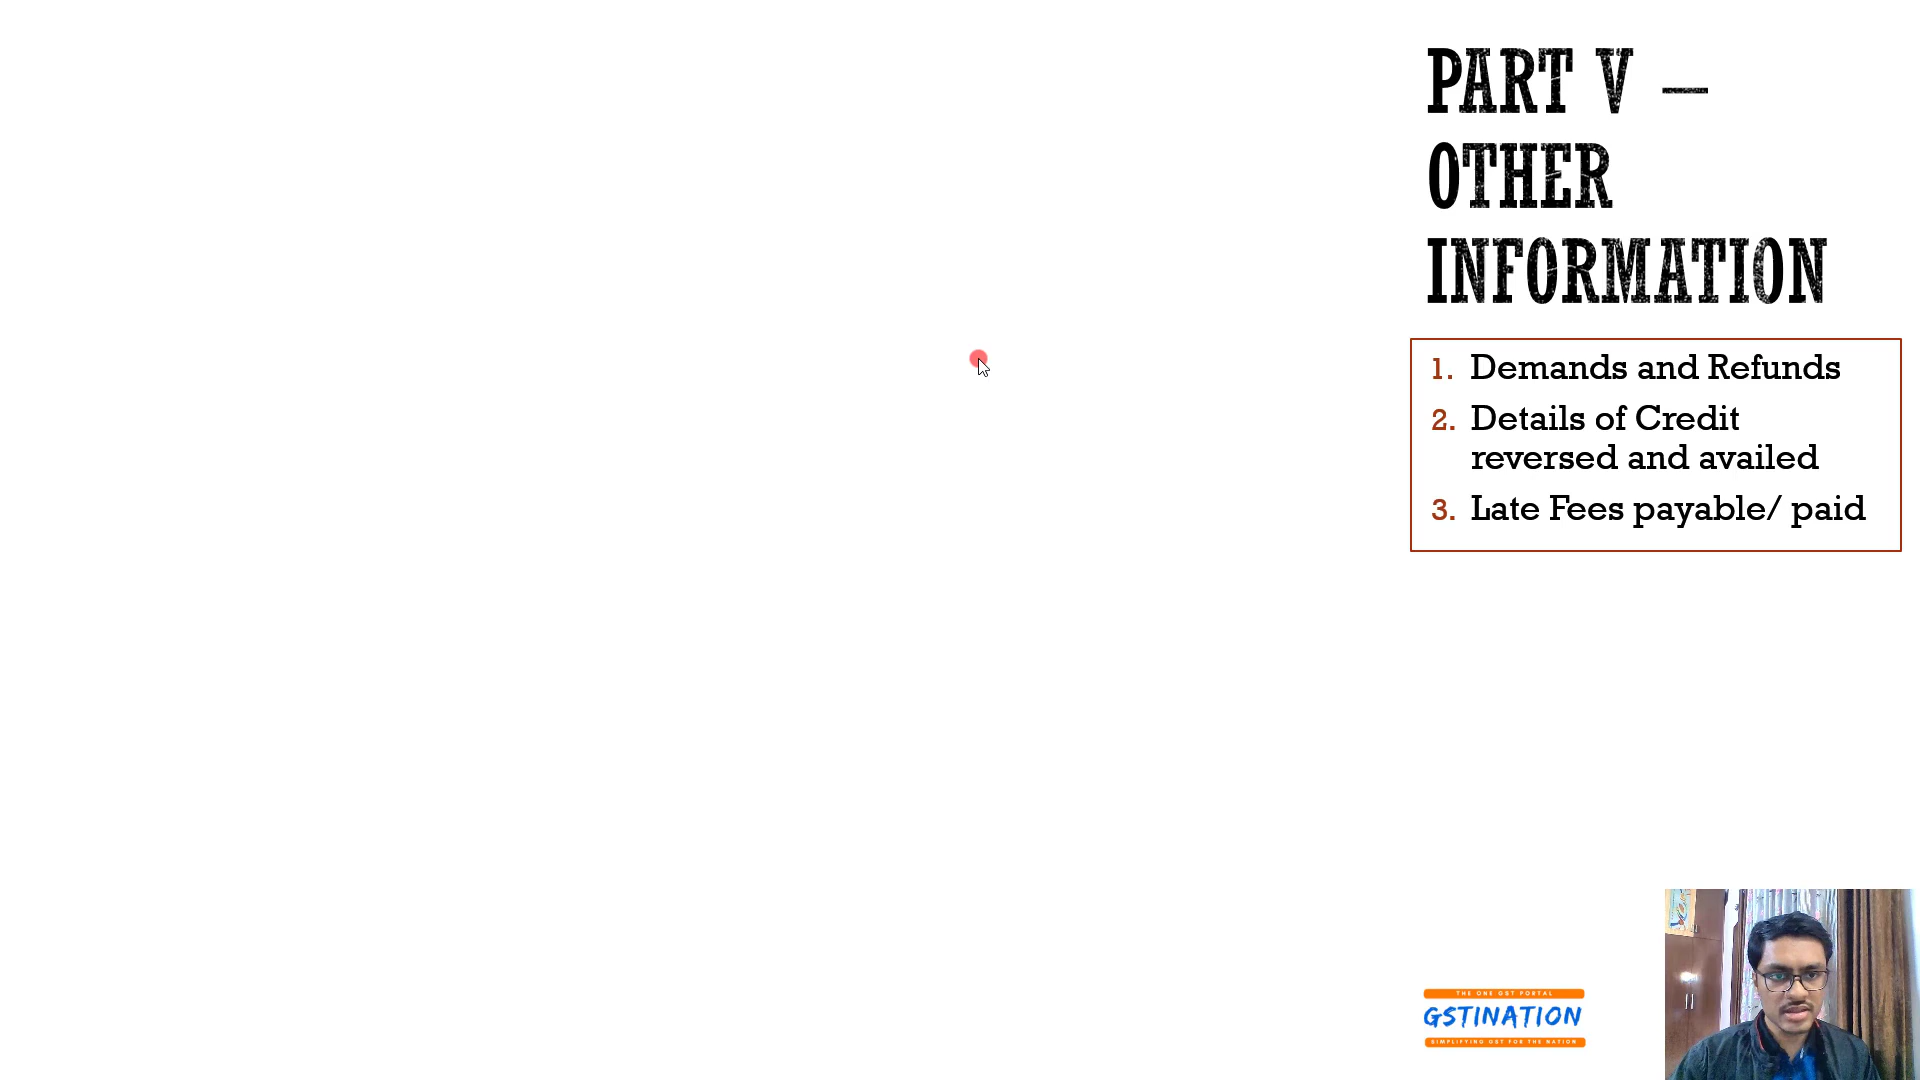 PART V –
OTHER
INFORMATION
1. Demands and Refunds
2. Details of Credit
reversed and availed
3. Late Fees payable/ paid
THE ONE GST PORTAL
GSTINATION
SIMPLIFYING GST FOR THE NATION